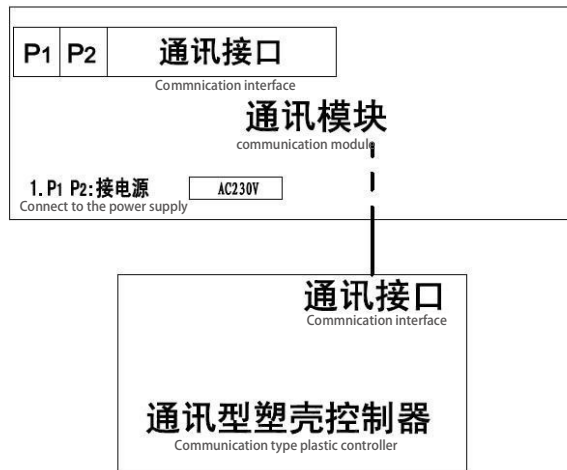 P1 P2 通讯接口
Commnication interface
通讯模块
communication module
1. P1 P2:接电源 AC230V
Connect to the power supply
通讯接口
Commnication interface
通讯型塑壳控制器
Communication type plastic controller